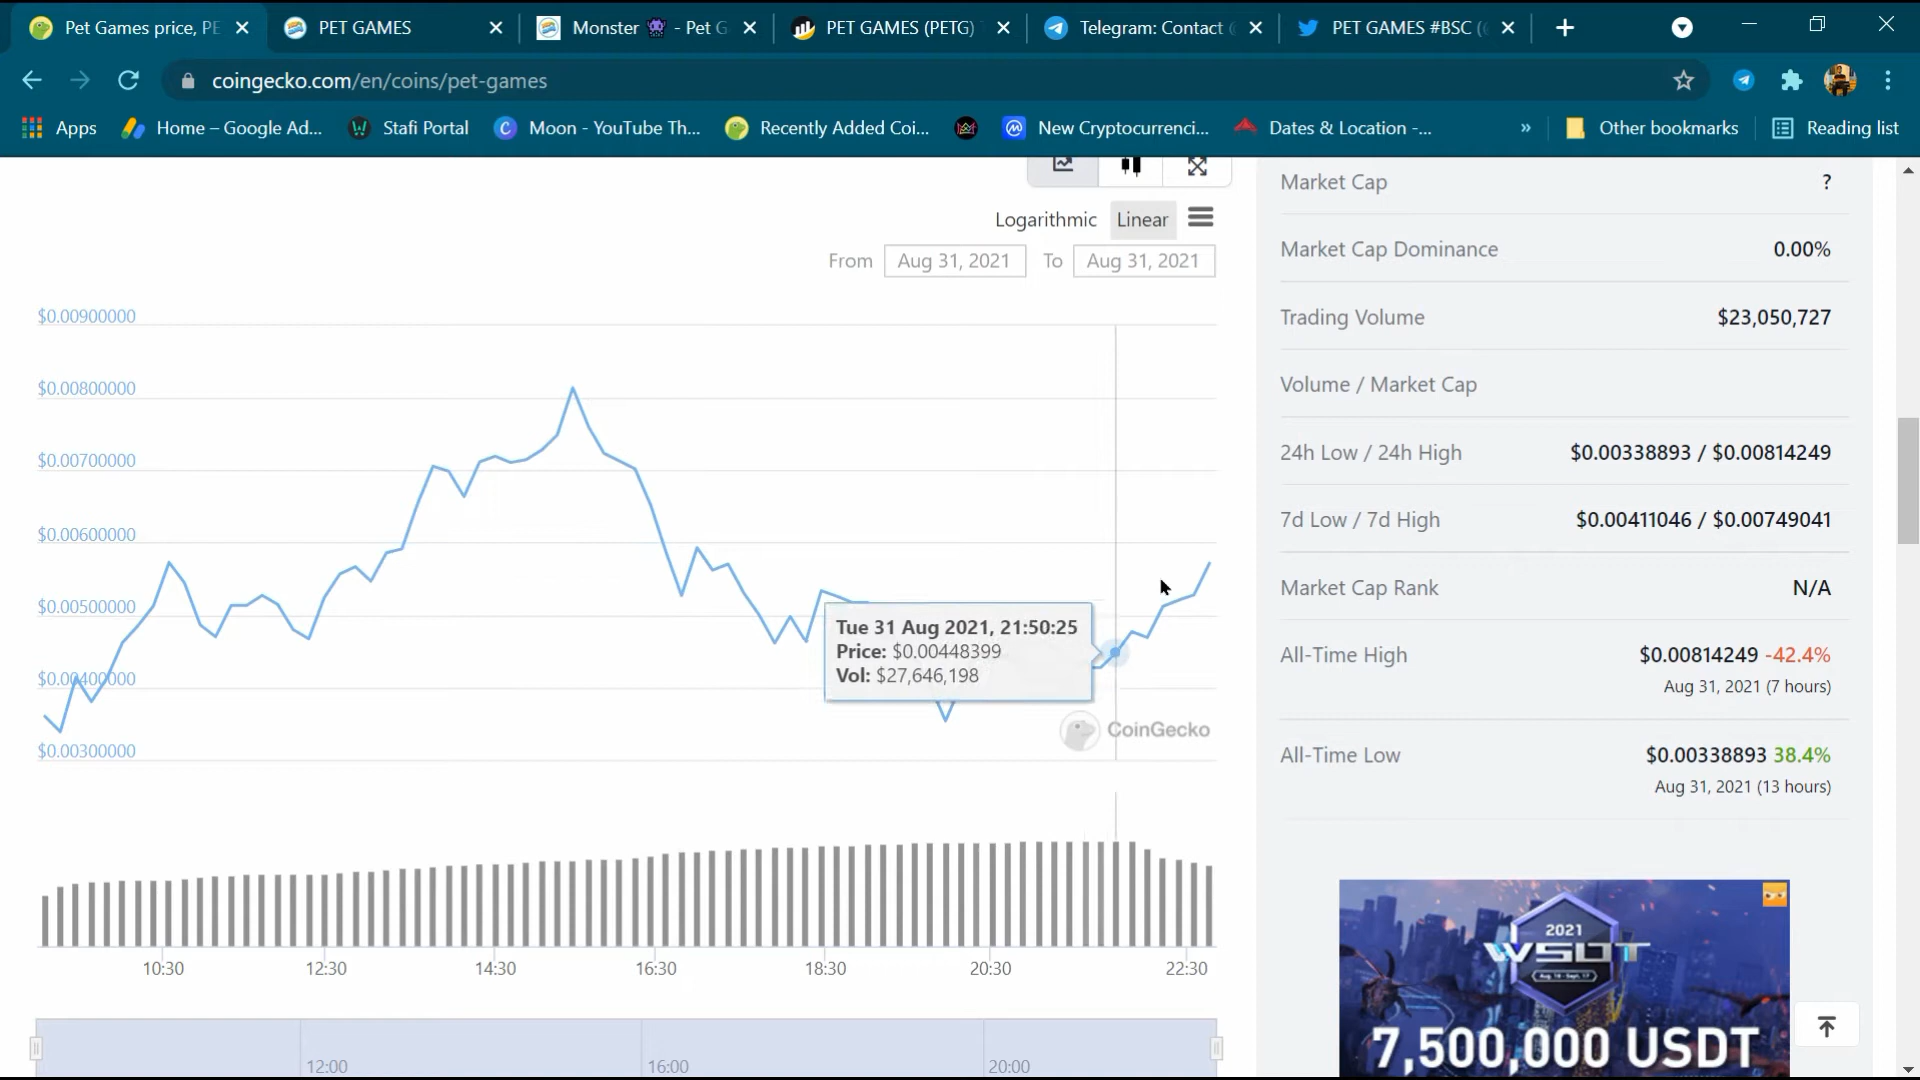 Pet Games price, PE
PET GAMES
Monster 👾 - Pet G
PET GAMES (PETG)
Telegram: Contact
PET GAMES #BSC (
coingecko.com/en/coins/pet-games
Apps
Home – Google Ad...
Stafi Portal
Moon - YouTube Th...
Recently Added Coi...
New Cryptocurrenci...
Dates & Location -...
»
Other bookmarks
Reading list
Logarithmic Linear
From Aug 31, 2021 To Aug 31, 2021
$0.00900000
$0.00800000
$0.00700000
$0.00600000
$0.00500000
$0.00400000
$0.00300000
Tue 31 Aug 2021, 21:50:25
Price: $0.00448399
Vol: $27,646,198
CoinGecko
10:30 12:30 14:30 16:30 18:30 20:30 22:30
12:00 16:00 20:00
Market Cap ?
Market Cap Dominance 0.00%
Trading Volume $23,050,727
Volume / Market Cap
24h Low / 24h High $0.00338893 / $0.00814249
7d Low / 7d High $0.00411046 / $0.00749041
Market Cap Rank N/A
All-Time High $0.00814249 -42.4%
Aug 31, 2021 (7 hours)
All-Time Low $0.00338893 38.4%
Aug 31, 2021 (13 hours)
2021
WSOT
7,500,000 USDT